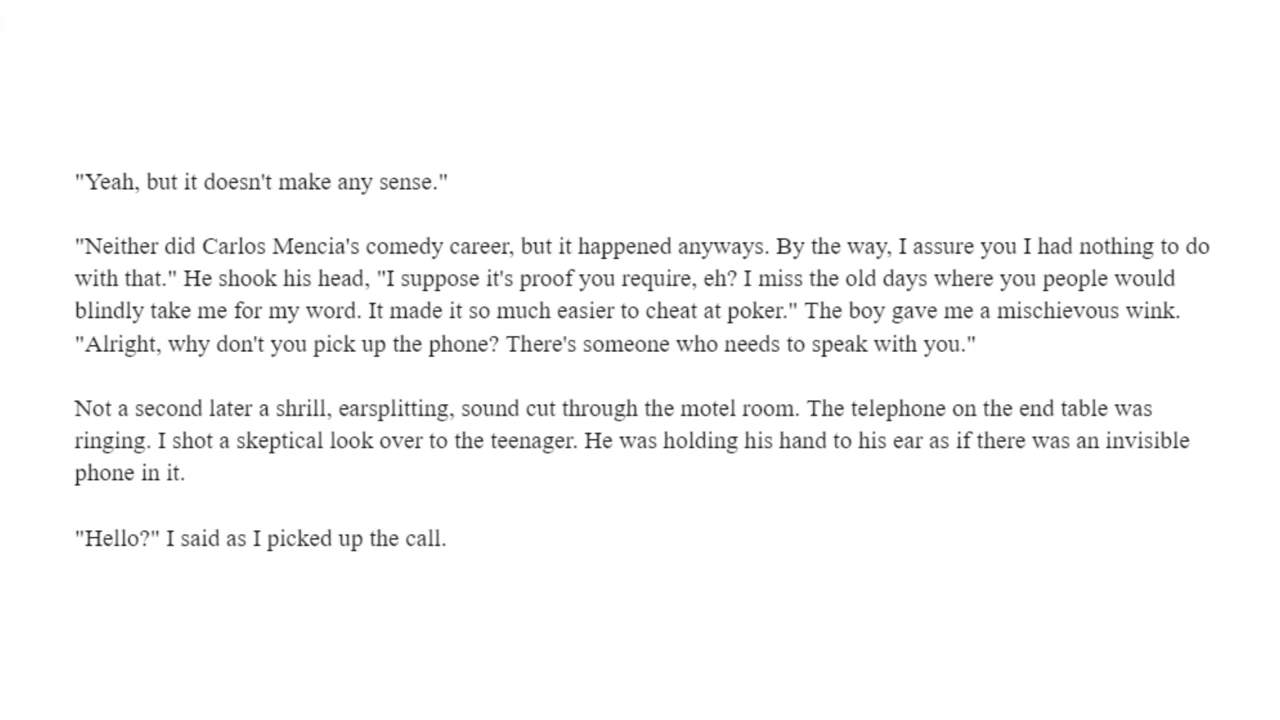 "Yeah, but it doesn't make any sense."
"Neither did Carlos Mencia's comedy career, but it happened anyways. By the way, I assure you I had nothing to do
with that." He shook his head, "I suppose it's proof you require, eh? I miss the old days where you people would
blindly take me for my word. It made it so much easier to cheat at poker." The boy gave me a mischievous wink.
"Alright, why don't you pick up the phone? There's someone who needs to speak with you."
Not a second later a shrill, earsplitting, sound cut through the motel room. The telephone on the end table was
ringing. I shot a skeptical look over to the teenager. He was holding his hand to his ear as if there was an invisible
phone in it.
"Hello?" I said as I picked up the call.